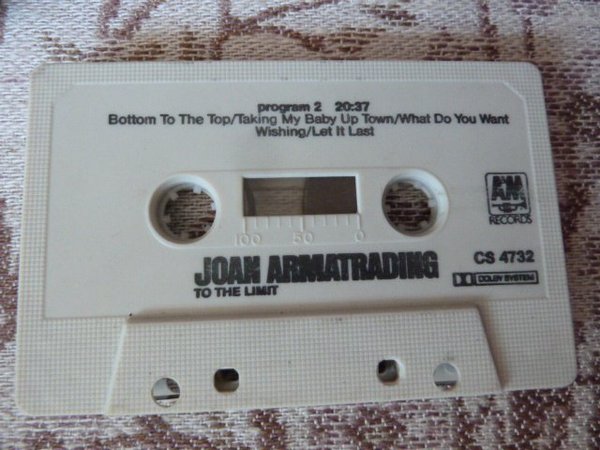 program 2 20:37
Bottom To The Top/Taking My Baby Up Town/What Do You Want
Wishing/Let It Last
A&M
RECORDS
100 50 0
JOAN ARMATRADING
TO THE LIMIT
CS 4732
DOLBY SYSTEM